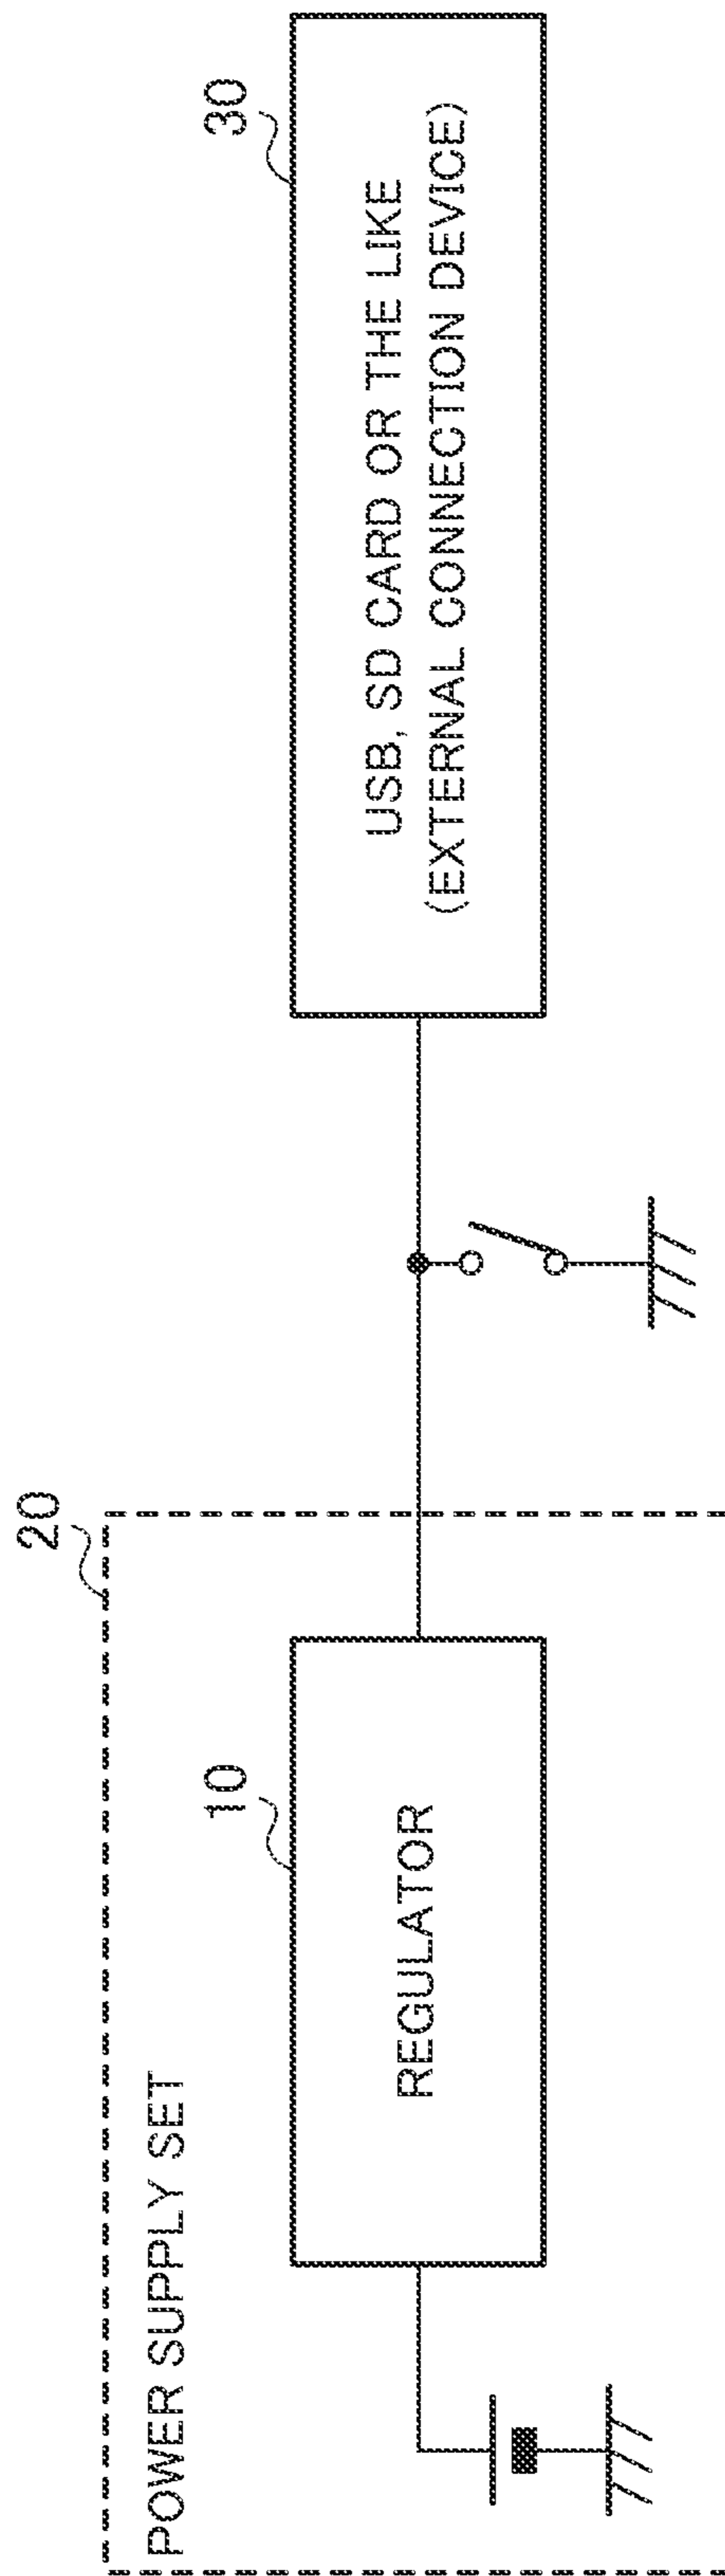 20
POWER SUPPLY SET
10
REGULATOR
30
USB, SD CARD OR THE LIKE
(EXTERNAL CONNECTION DEVICE)